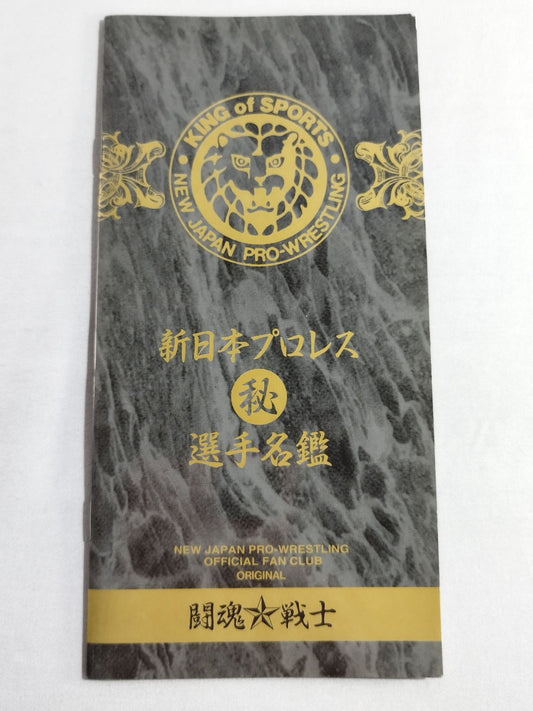 KING of SPORTS
NEW JAPAN PRO-WRESTLING
新日本プロレス
秘
選手名鑑
NEW JAPAN PRO-WRESTLING
OFFICIAL FAN CLUB
ORIGINAL
闘魂★戦士